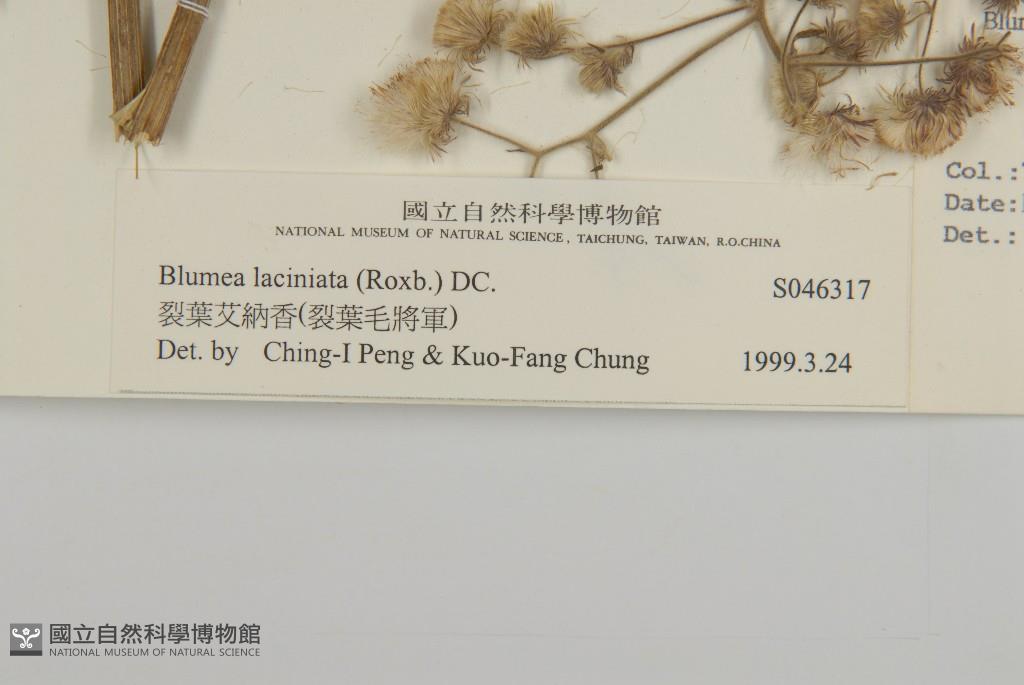 Col.:
Date:
Det.:
國立自然科學博物館
NATIONAL MUSEUM OF NATURAL SCIENCE, TAICHUNG, TAIWAN, R.O.CHINA
Blumea laciniata (Roxb.) DC. S046317
裂葉艾納香(裂葉毛將軍)
Det. by Ching-I Peng & Kuo-Fang Chung 1999.3.24
國立自然科學博物館
NATIONAL MUSEUM OF NATURAL SCIENCE